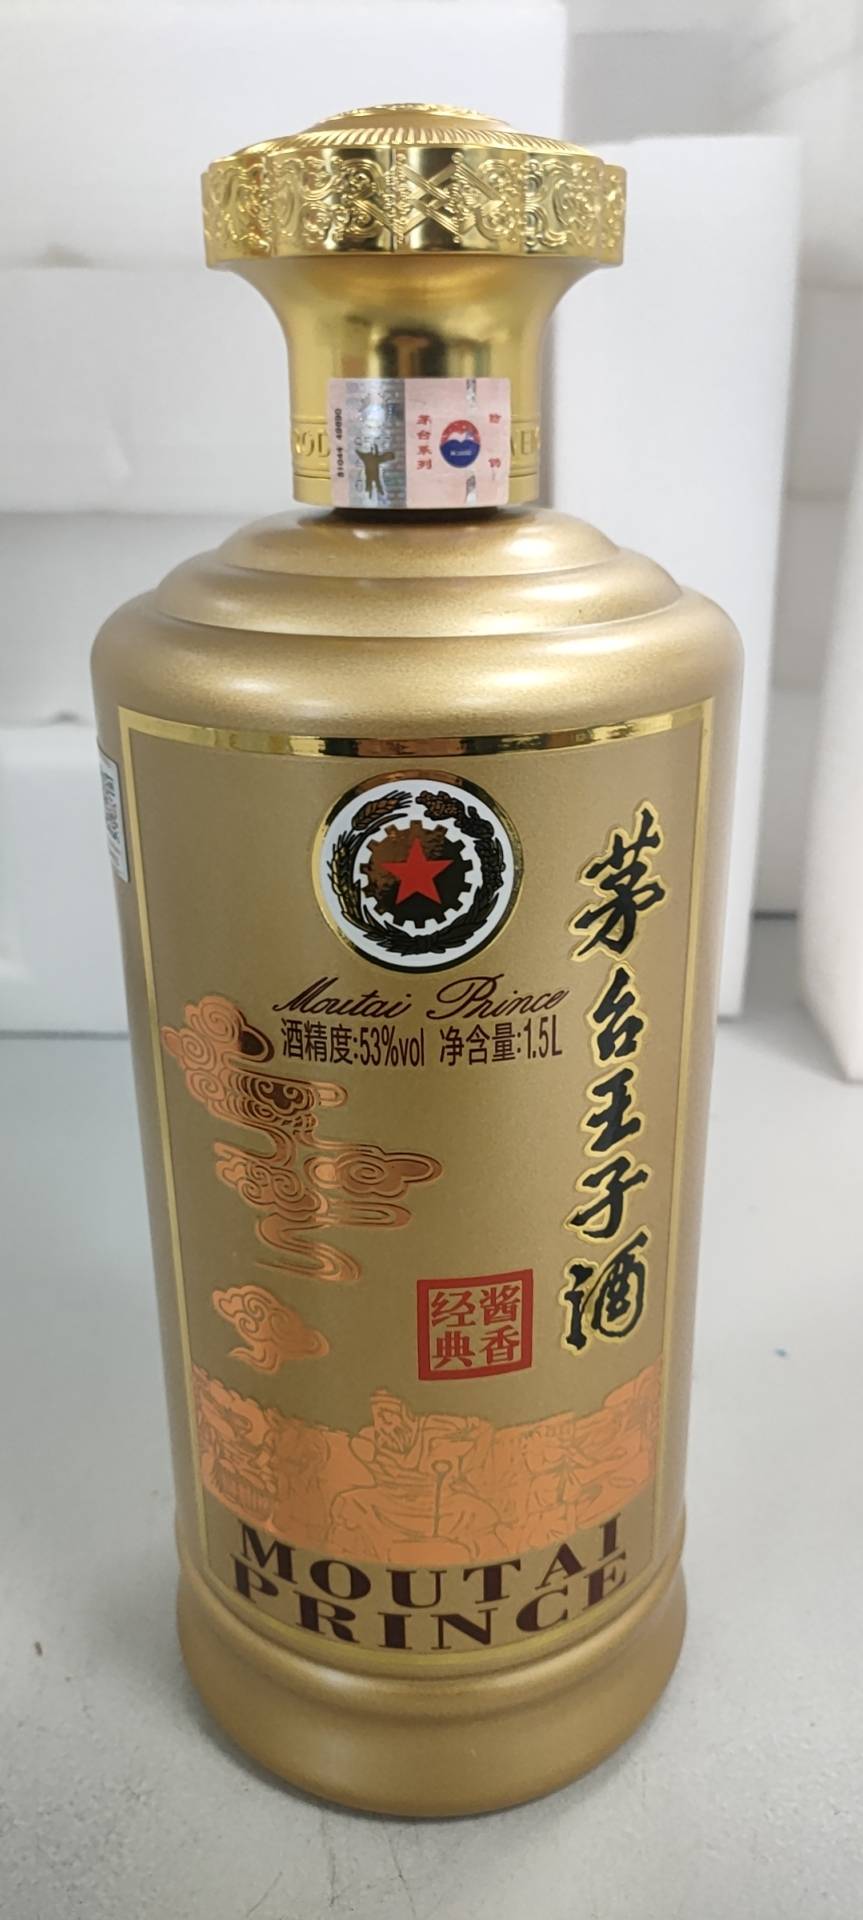 茅台系列
Moutai Prince
酒精度:53%vol 净含量:1.5L
茅台王子酒
酱香
经典
MOUTAI
PRINCE